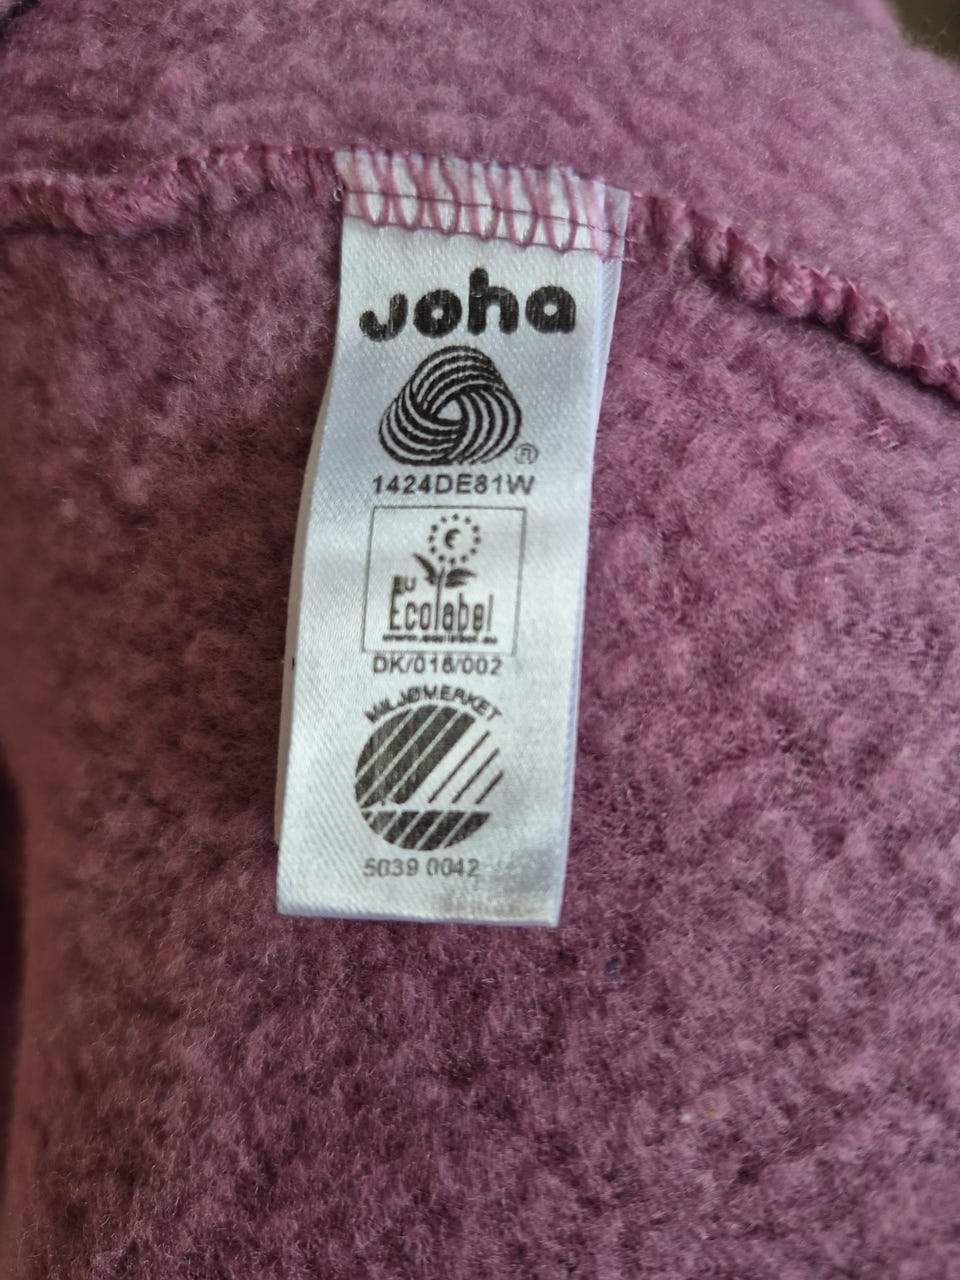 joha
®
1424DE81W
EU
Ecolabel
DK/016/002
MILJØMERKET
5039 0042